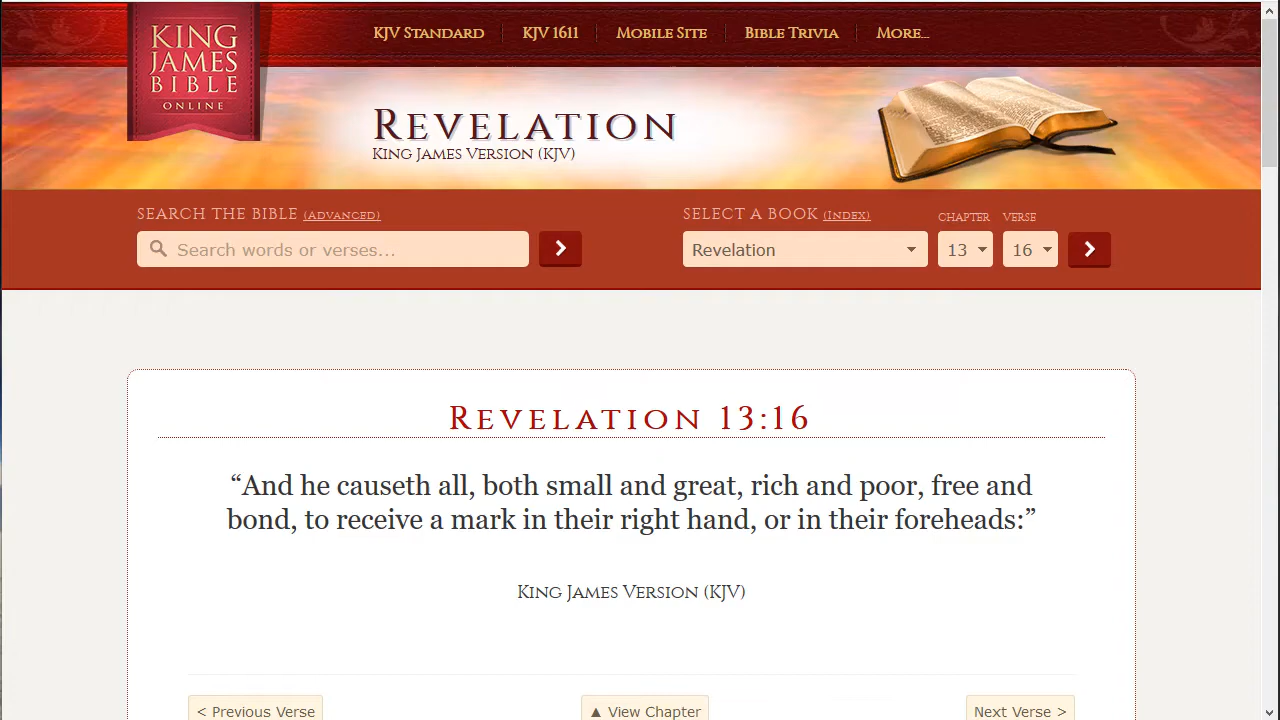 KING
JAMES
BIBLE
ONLINE
KJV STANDARD
KJV 1611
MOBILE SITE
BIBLE TRIVIA
MORE...
REVELATION
KING JAMES VERSION (KJV)
SEARCH THE BIBLE (ADVANCED)
SELECT A BOOK (INDEX)
CHAPTER
VERSE
Search words or verses...
Revelation
13
16
REVELATION 13:16
“And he causeth all, both small and great, rich and poor, free and
bond, to receive a mark in their right hand, or in their foreheads:”
KING JAMES VERSION (KJV)
< Previous Verse
▲ View Chapter
Next Verse >